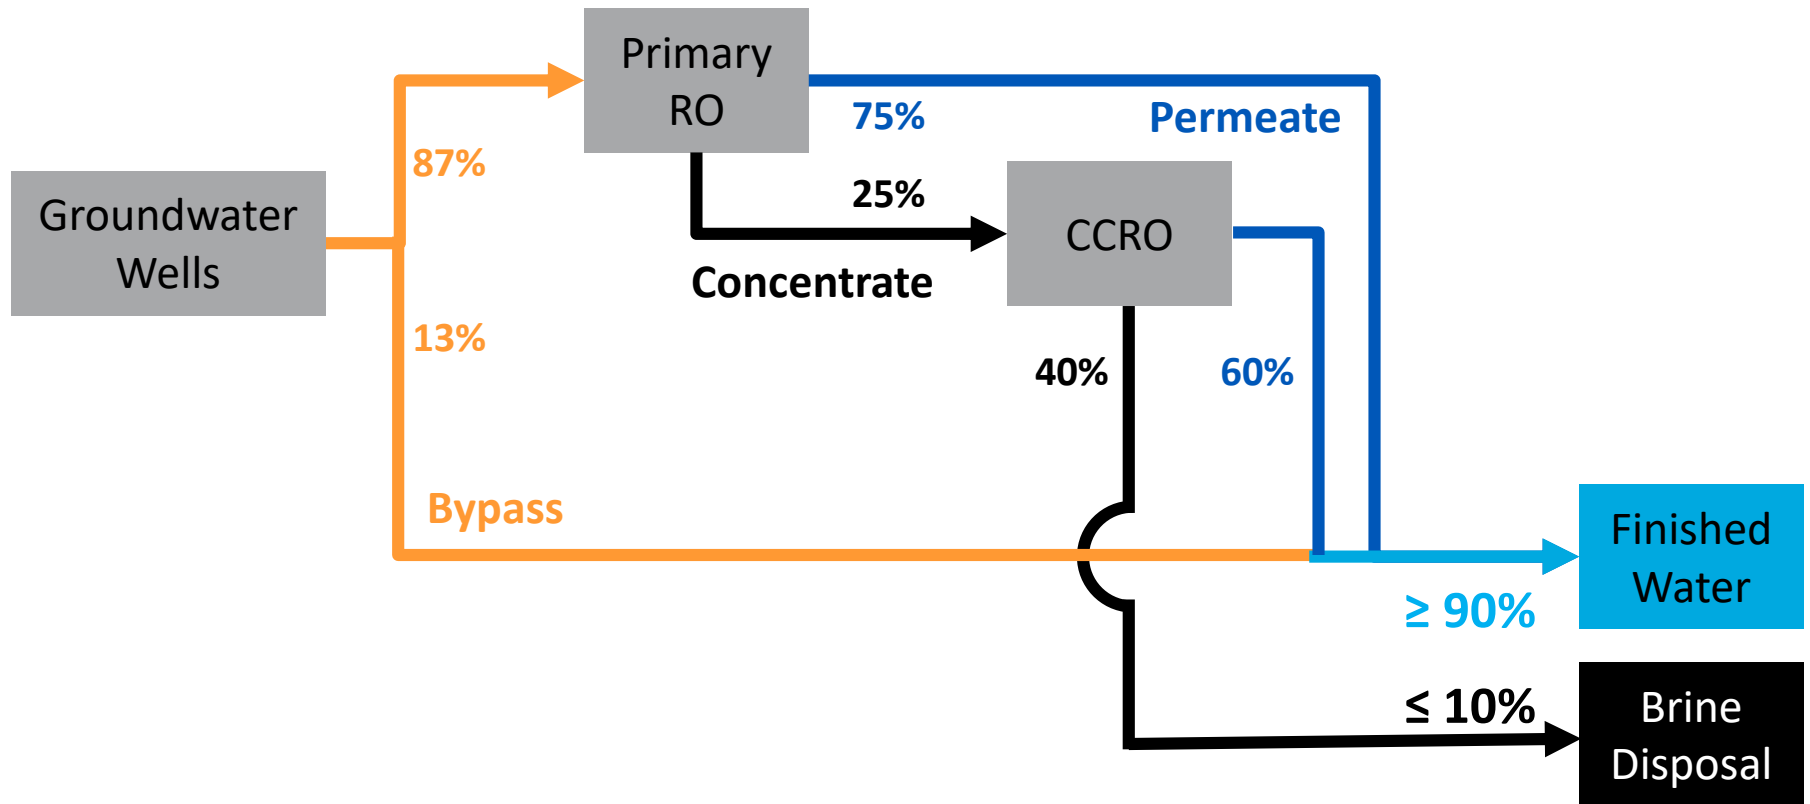 Primary
RO
75%
Permeate
87%
25%
Groundwater
Wells
CCRO
Concentrate
13%
40%
60%
Bypass
Finished
Water
≥ 90%
≤ 10%
Brine
Disposal